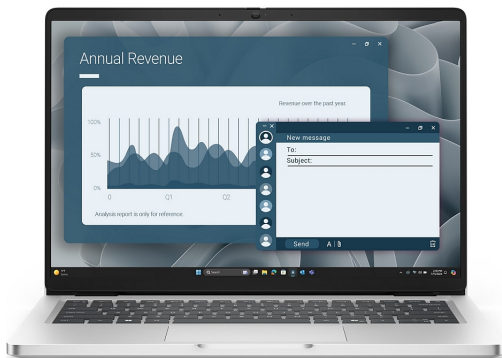 Annual Revenue
Revenue over the past year.
100%
50%
0%
0
Q1
Q2
Analysis report is only for reference.
New message
To:
Subject:
Send
A
Search